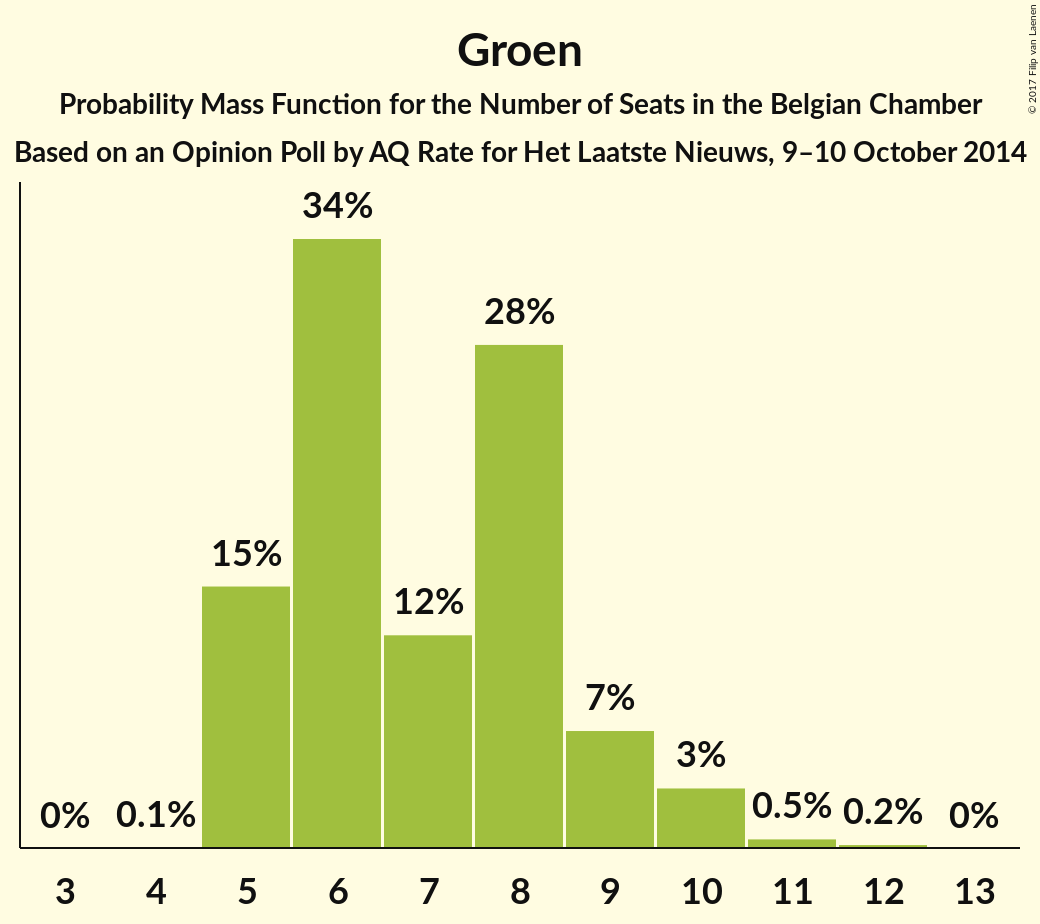 Groen
Probability Mass Function for the Number of Seats in the Belgian Chamber
Based on an Opinion Poll by AQ Rate for Het Laatste Nieuws, 9–10 October 2014
© 2017 Filip van Laenen
0% 0.1% 15% 34% 12% 28% 7% 3% 0.5% 0.2% 0%
3 4 5 6 7 8 9 10 11 12 13